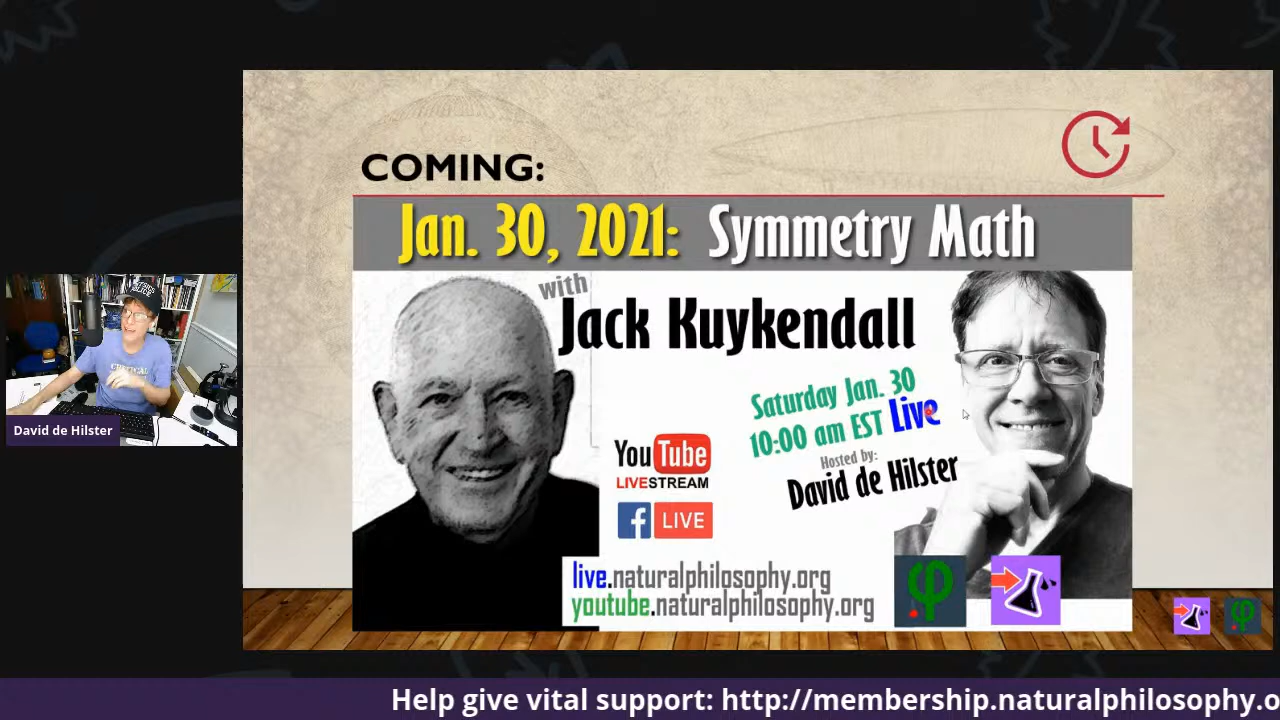 COMING:
Jan. 30, 2021: Symmetry Math
with
Jack Kuykendall
Saturday Jan. 30
10:00 am EST Live
Hosted by:
David de Hilster
YouTube
LIVESTREAM
f LIVE
live.naturalphilosophy.org
youtube.naturalphilosophy.org
David de Hilster
Help give vital support: http://membership.naturalphilosophy.o